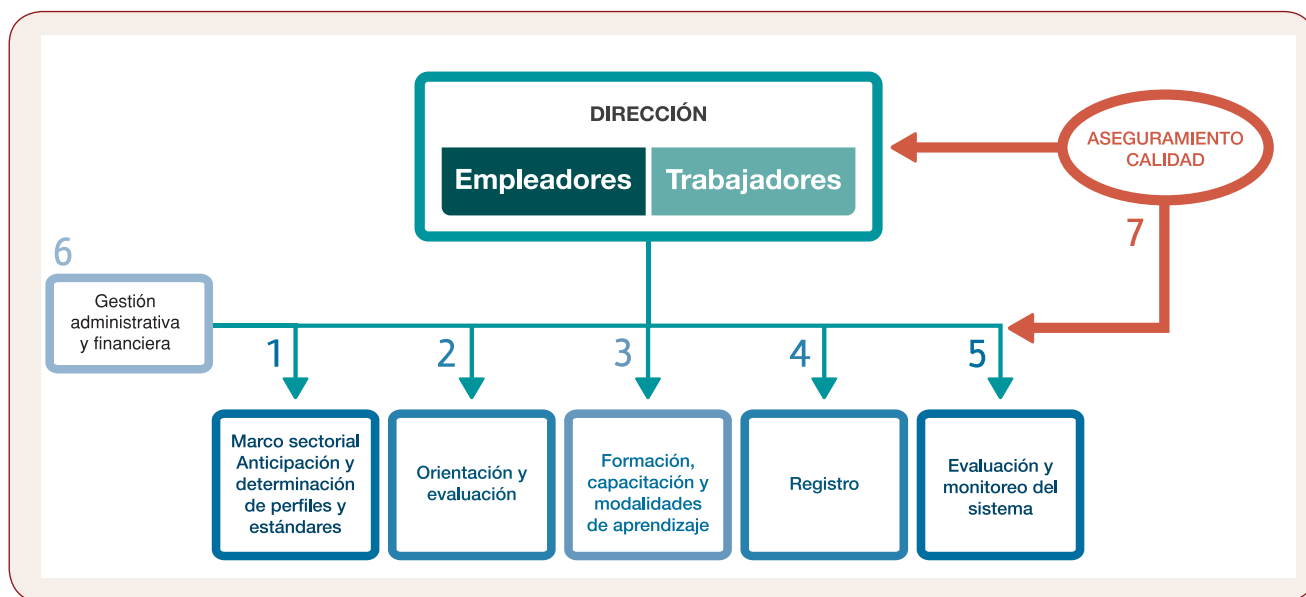 DIRECCIÓN
Empleadores
Trabajadores
ASEGURAMIENTO
CALIDAD
7
6
Gestión
administrativa
y financiera
1
2
3
4
5
Marco sectorial
Anticipación y
determinación
de perfiles y
estándares
Orientación y
evaluación
Formación,
capacitación y
modalidades
de aprendizaje
Registro
Evaluación y
monitoreo del
sistema